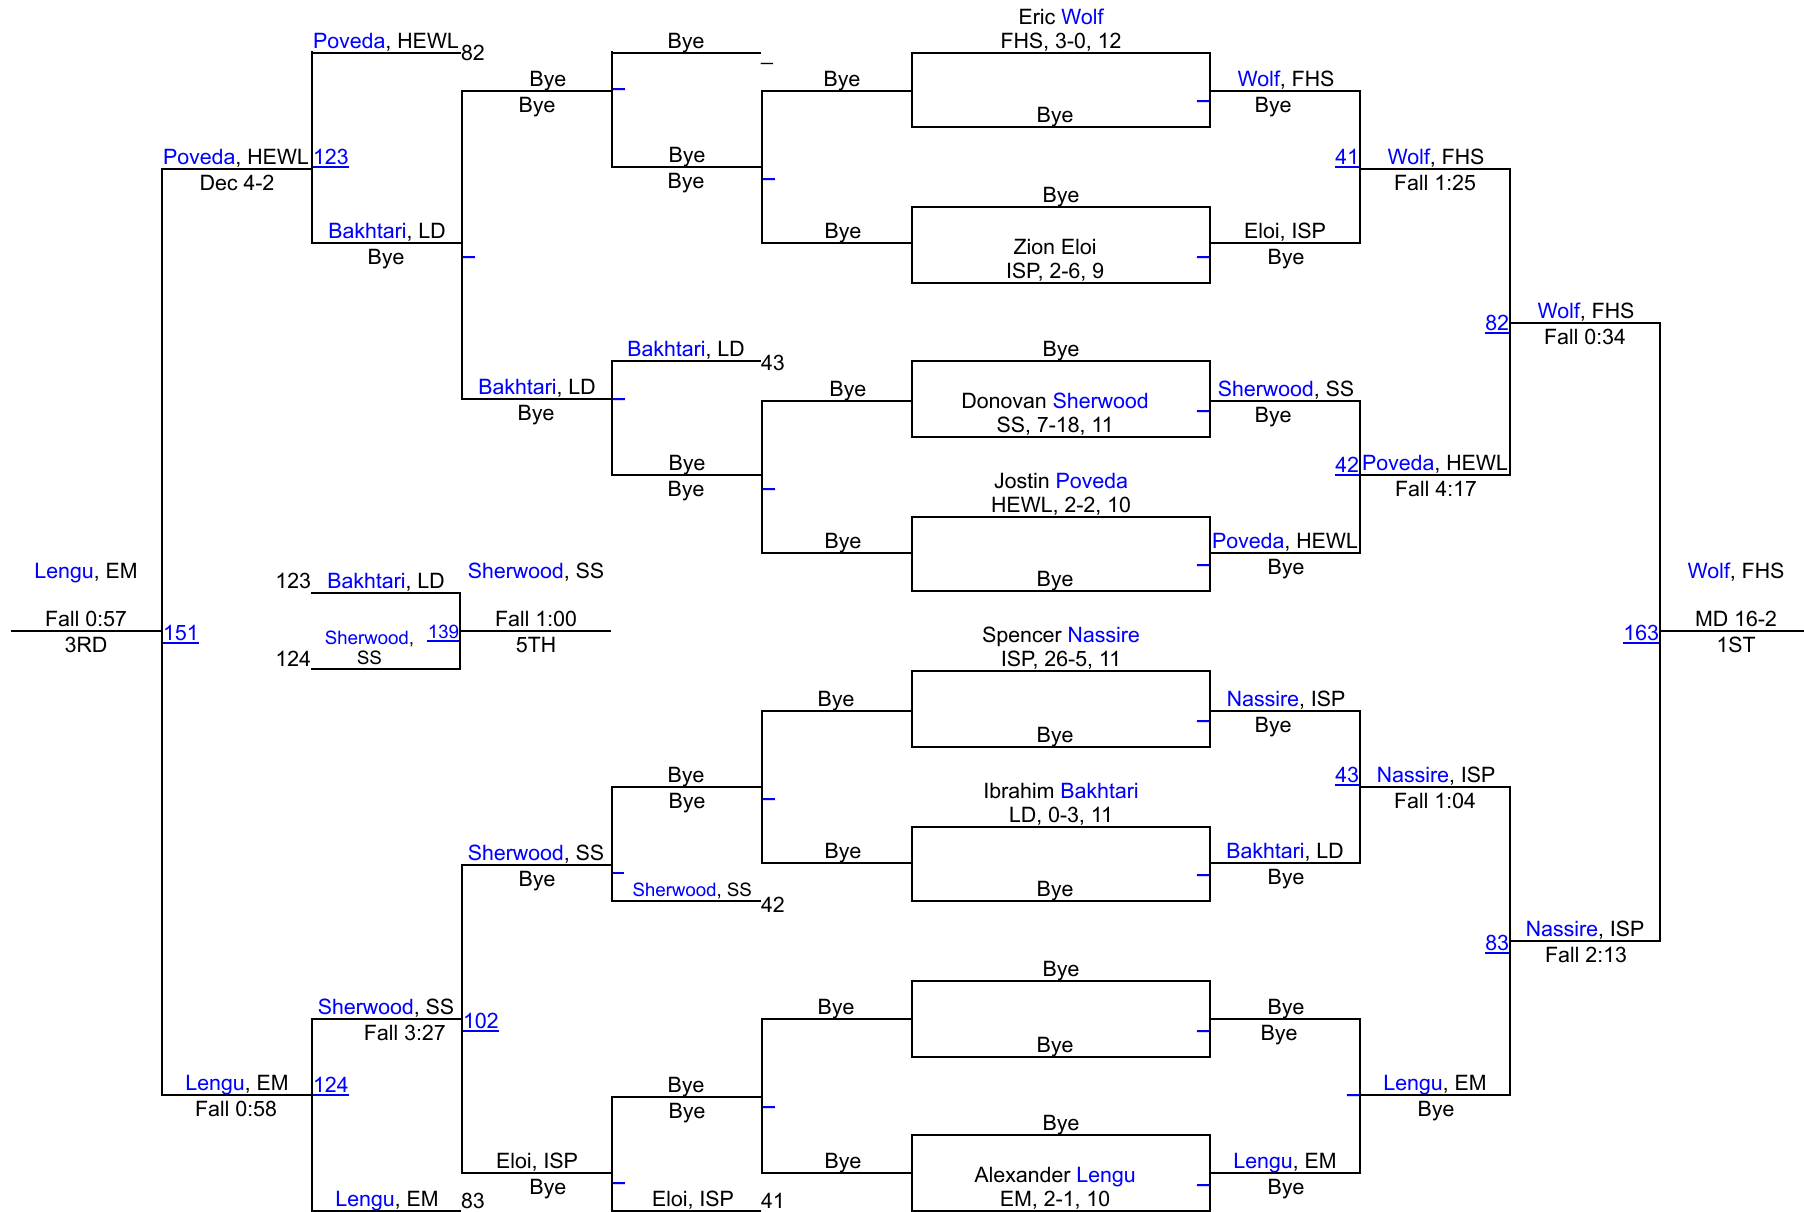 Eric Wolf
FHS, 3-0, 12
Poveda, HEWL
82
Bye
_
Bye
Bye
Bye
Wolf, FHS
Bye
Bye
Bye
Bye
Poveda, HEWL
123
Bye
41
Wolf, FHS
Dec 4-2
Fall 1:25
Bye
Bakhtari, LD
Bye
Bye
Zion Eloi
ISP, 2-6, 9
Eloi, ISP
Bye
Wolf, FHS
82
Fall 0:34
Bakhtari, LD
43
Bye
Bakhtari, LD
Bye
Bye
Donovan Sherwood
SS, 7-18, 11
Sherwood, SS
Bye
Bye
Bye
42
Poveda, HEWL
Fall 4:17
Jostin Poveda
HEWL, 2-2, 10
Bye
Poveda, HEWL
Bye
Bye
Lengu, EM
Fall 0:57
3RD
151
123
Bakhtari, LD
Sherwood, SS
Sherwood,
SS
139
124
Fall 1:00
5TH
Wolf, FHS
163
MD 16-2
1ST
Spencer Nassire
ISP, 26-5, 11
Bye
Nassire, ISP
Bye
Bye
Bye
Bye
43
Nassire, ISP
Fall 1:04
Ibrahim Bakhtari
LD, 0-3, 11
Sherwood, SS
Bye
Bye
Bakhtari, LD
Bye
Bye
Sherwood, SS
42
83
Nassire, ISP
Fall 2:13
Bye
Sherwood, SS
Fall 3:27
102
Bye
Bye
Bye
Bye
Lengu, EM
Fall 0:58
124
Bye
Bye
Lengu, EM
Bye
Bye
Eloi, ISP
Bye
Bye
Alexander Lengu
EM, 2-1, 10
Lengu, EM
Bye
Lengu, EM
83
Eloi, ISP
41